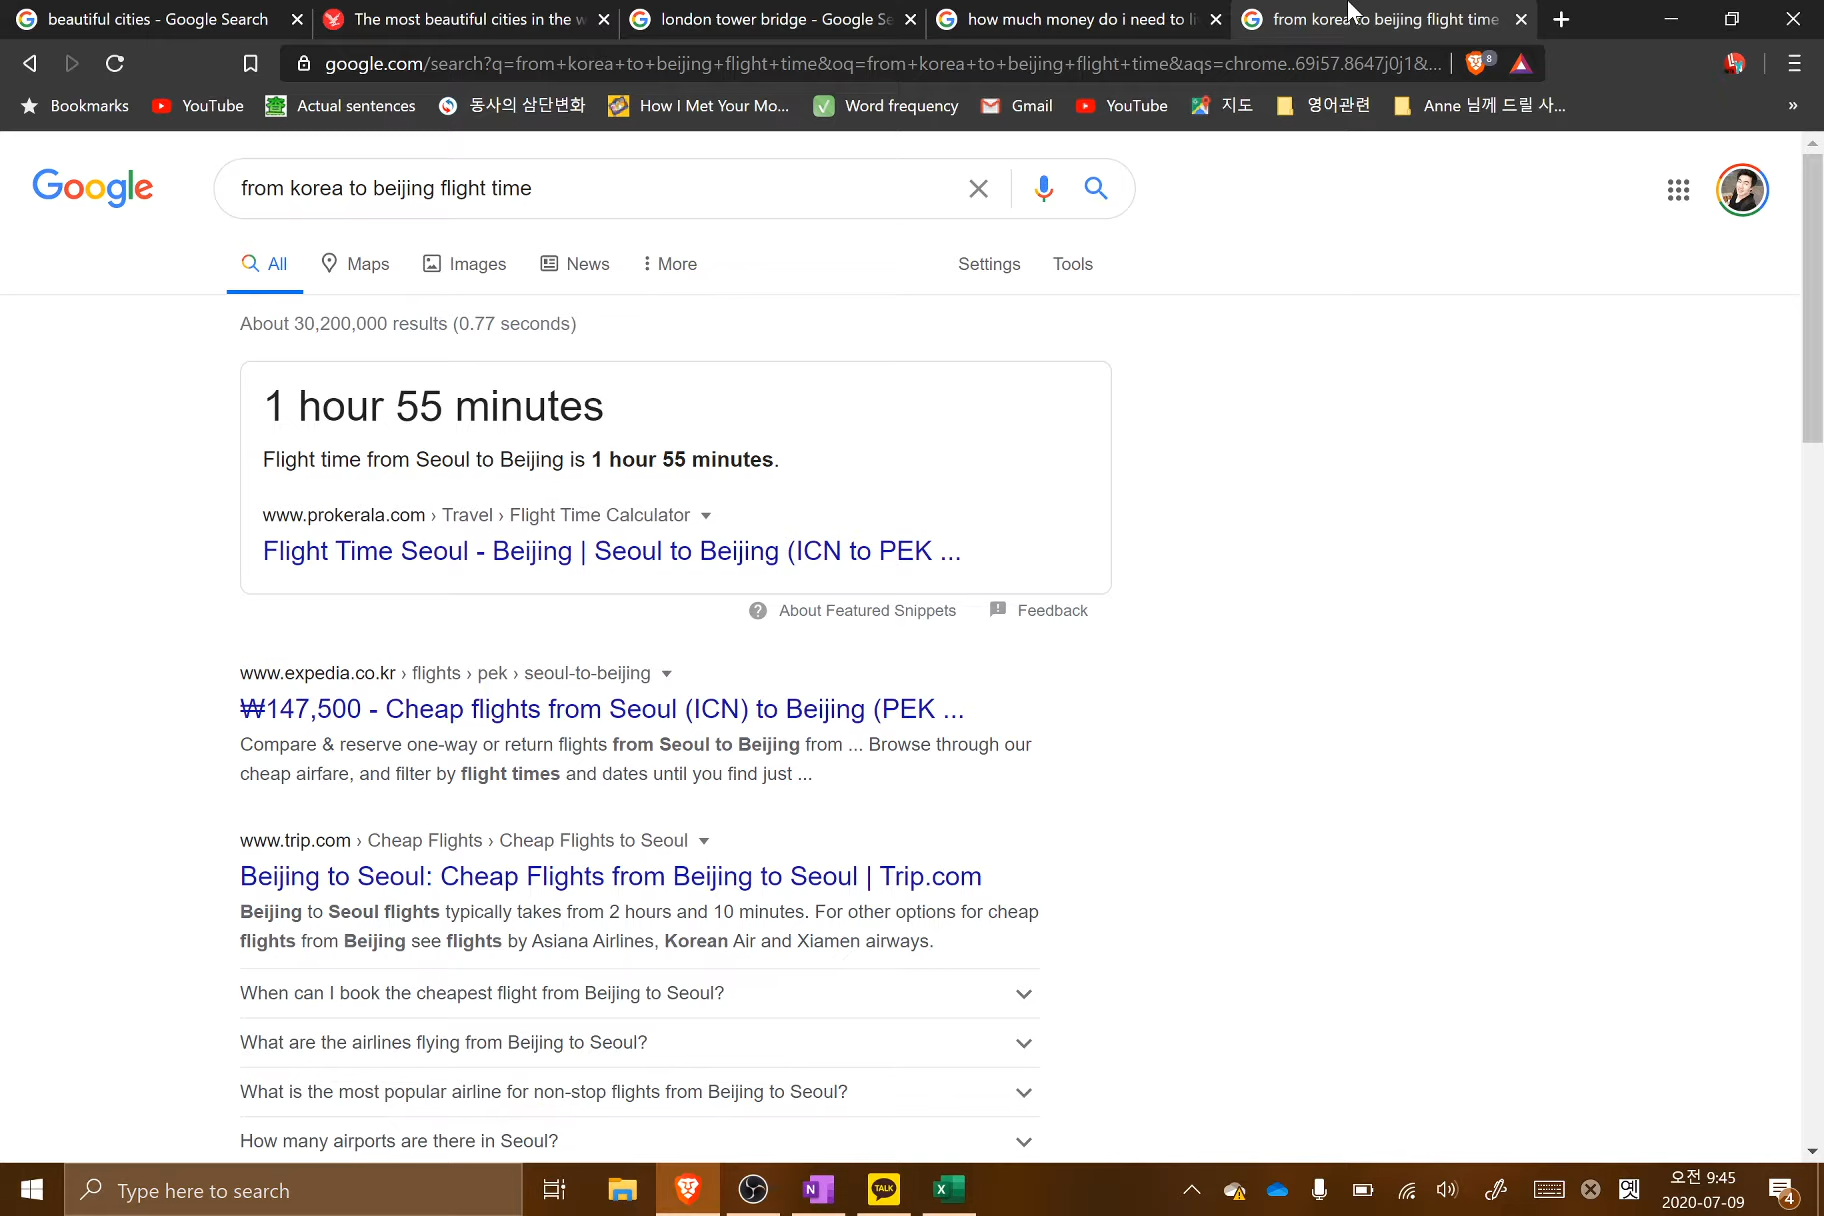 beautiful cities - Google Search
The most beautiful cities in the w
london tower bridge - Google Se
how much money do i need to li
from korea to beijing flight time
google.com/search?q=from+korea+to+beijing+flight+time&oq=from+korea+to+beijing+flight+time&aqs=chrome..69i57.8647j0j1&...
8
Bookmarks
YouTube
Actual sentences
동사의 삼단변화
How I Met Your Mo...
Word frequency
Gmail
YouTube
지도
영어관련
Anne 님께 드릴 사...
»
Google
from korea to beijing flight time
All
Maps
Images
News
More
Settings
Tools
About 30,200,000 results (0.77 seconds)
1 hour 55 minutes
Flight time from Seoul to Beijing is 1 hour 55 minutes.
www.prokerala.com › Travel › Flight Time Calculator
Flight Time Seoul - Beijing | Seoul to Beijing (ICN to PEK ...
About Featured Snippets
Feedback
www.expedia.co.kr › flights › pek › seoul-to-beijing
₩147,500 - Cheap flights from Seoul (ICN) to Beijing (PEK ...
Compare & reserve one-way or return flights from Seoul to Beijing from ... Browse through our
cheap airfare, and filter by flight times and dates until you find just ...
www.trip.com › Cheap Flights › Cheap Flights to Seoul
Beijing to Seoul: Cheap Flights from Beijing to Seoul | Trip.com
Beijing to Seoul flights typically takes from 2 hours and 10 minutes. For other options for cheap
flights from Beijing see flights by Asiana Airlines, Korean Air and Xiamen airways.
When can I book the cheapest flight from Beijing to Seoul?
What are the airlines flying from Beijing to Seoul?
What is the most popular airline for non-stop flights from Beijing to Seoul?
How many airports are there in Seoul?
Type here to search
N
TALK
X
옛
오전 9:45
2020-07-09
4